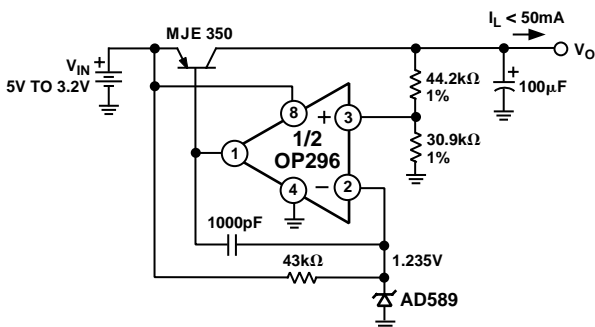 MJE 350
I_L < 50mA
V_IN +
5V TO 3.2V
V_O
44.2kΩ
1%
+
100μF
8
+
3
1
1/2
OP296
30.9kΩ
1%
4
−
2
1000pF
1.235V
43kΩ
AD589